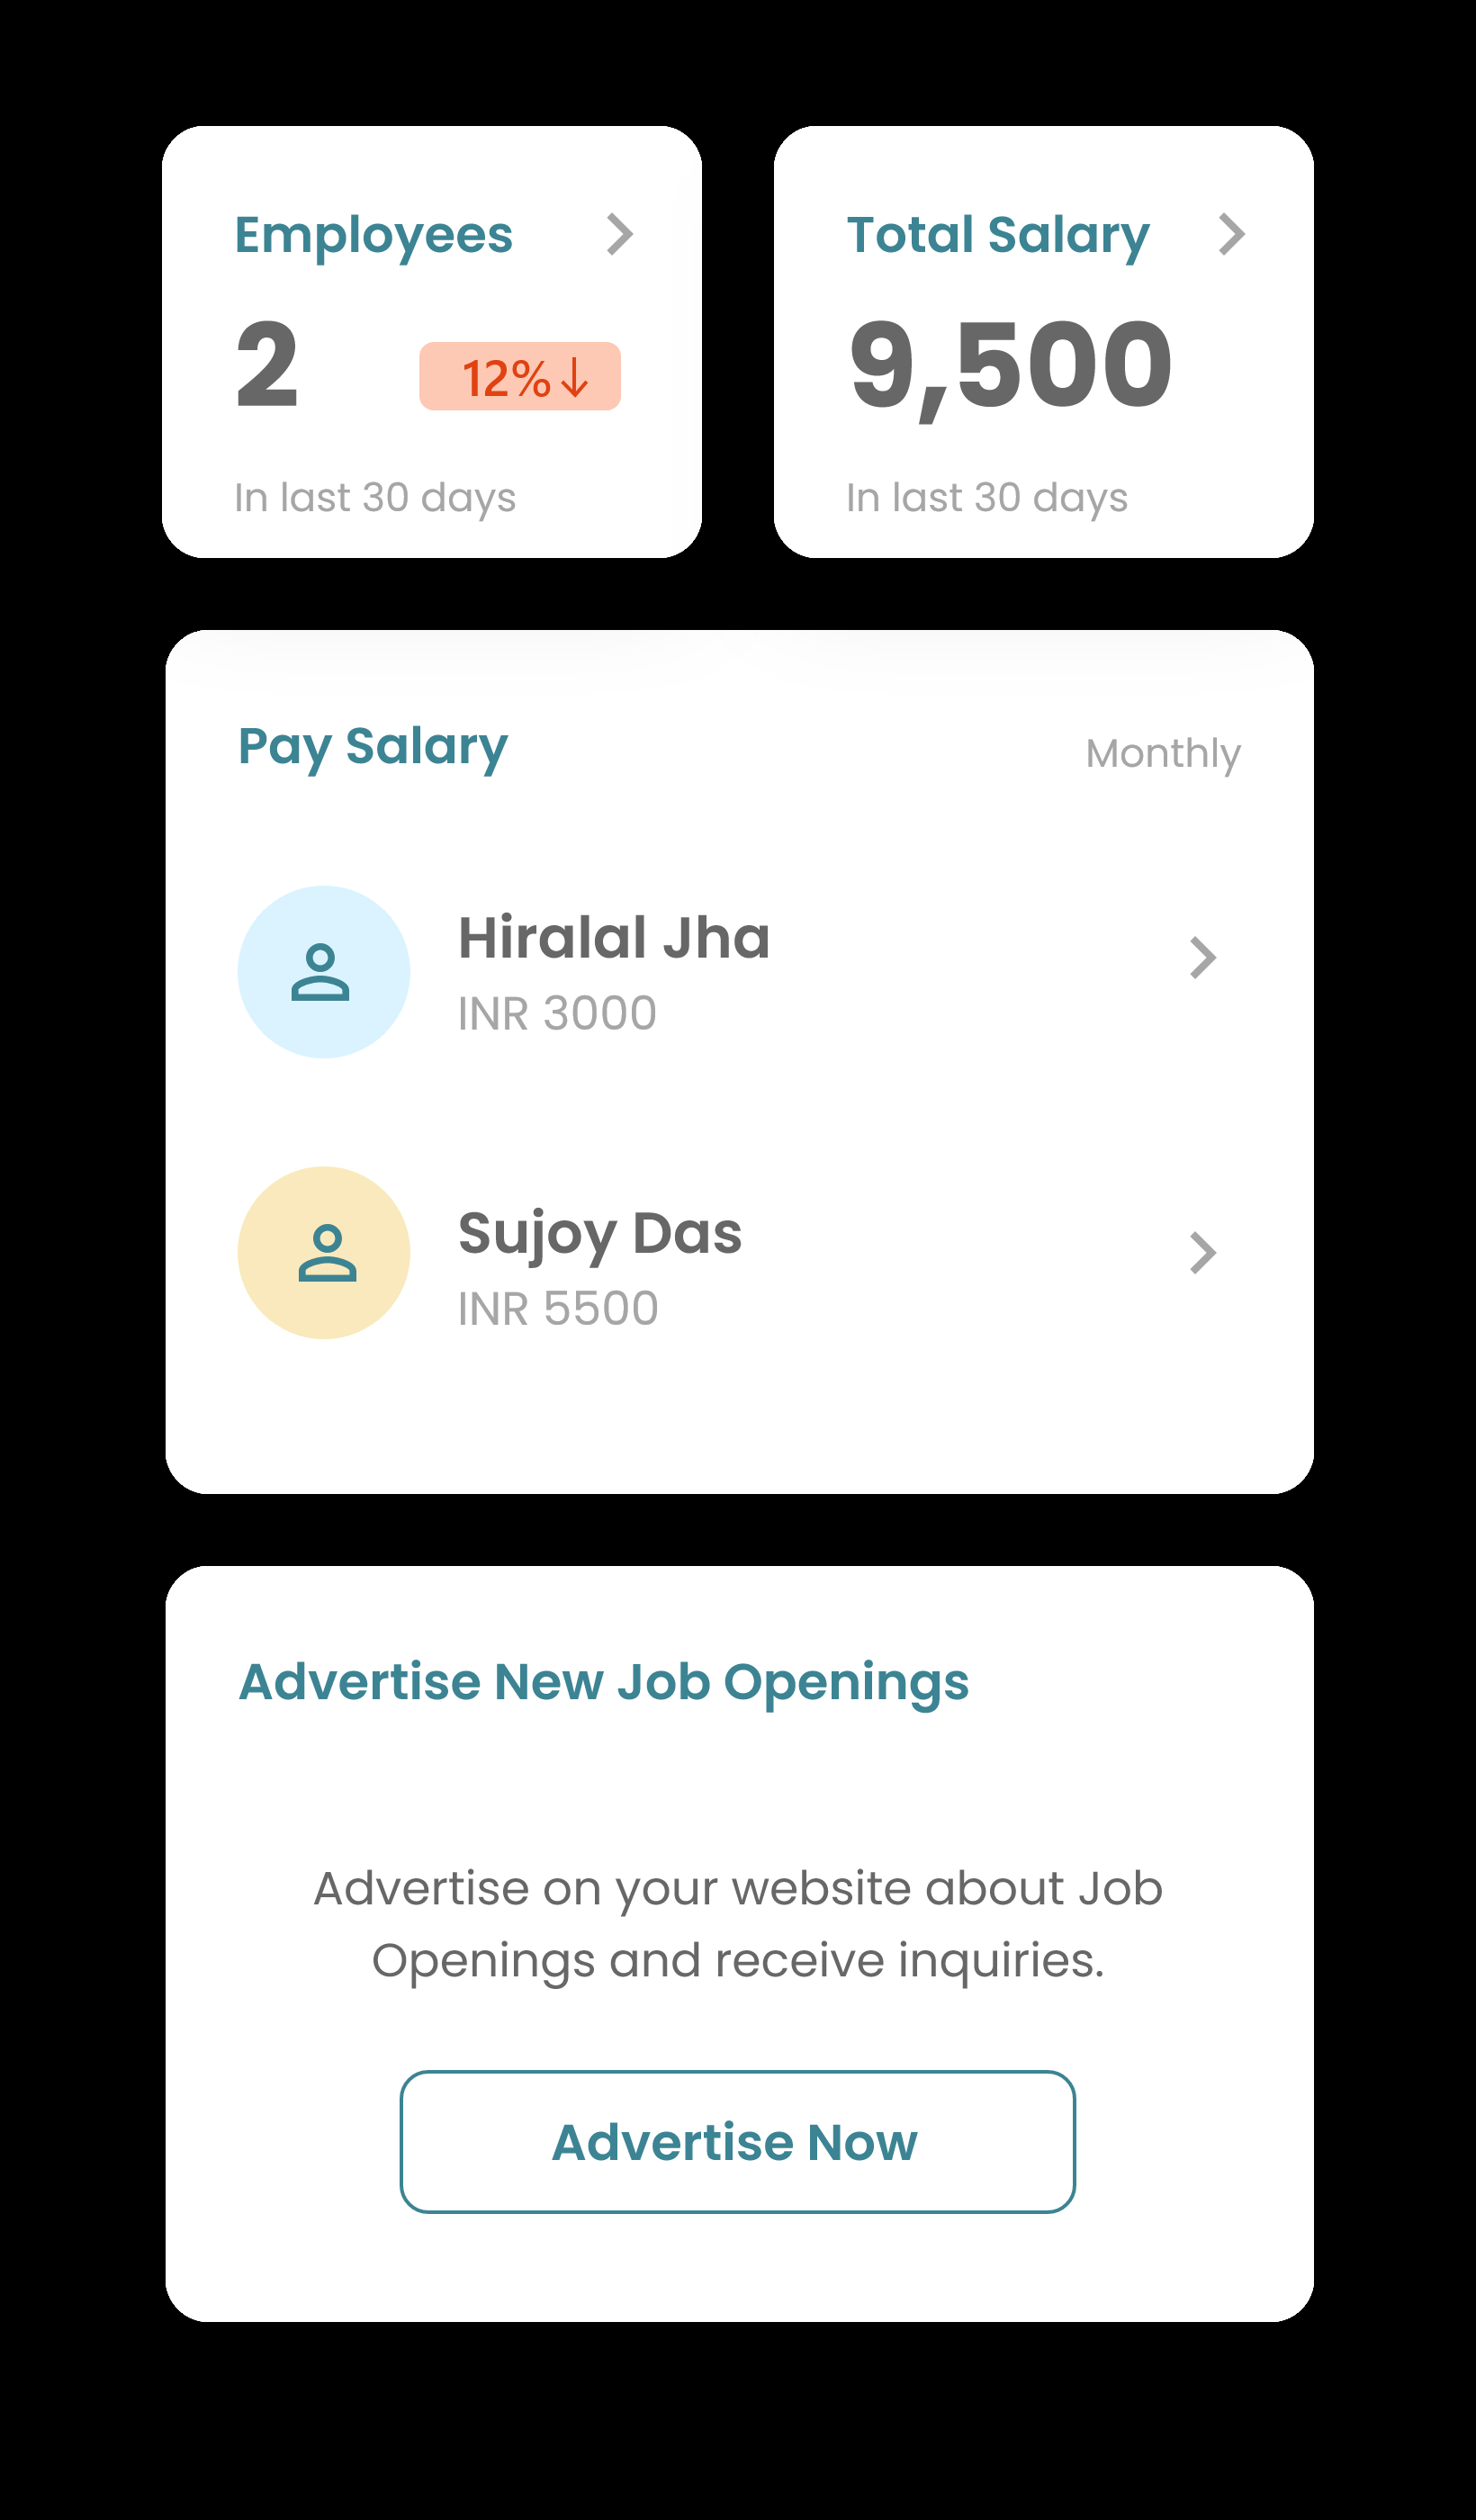 Employees
2
12%↓
In last 30 days
Total Salary
9,500
In last 30 days
Pay Salary
Monthly
Hiralal Jha
INR 3000
Sujoy Das
INR 5500
Advertise New Job Openings
Advertise on your website about Job
Openings and receive inquiries.
Advertise Now